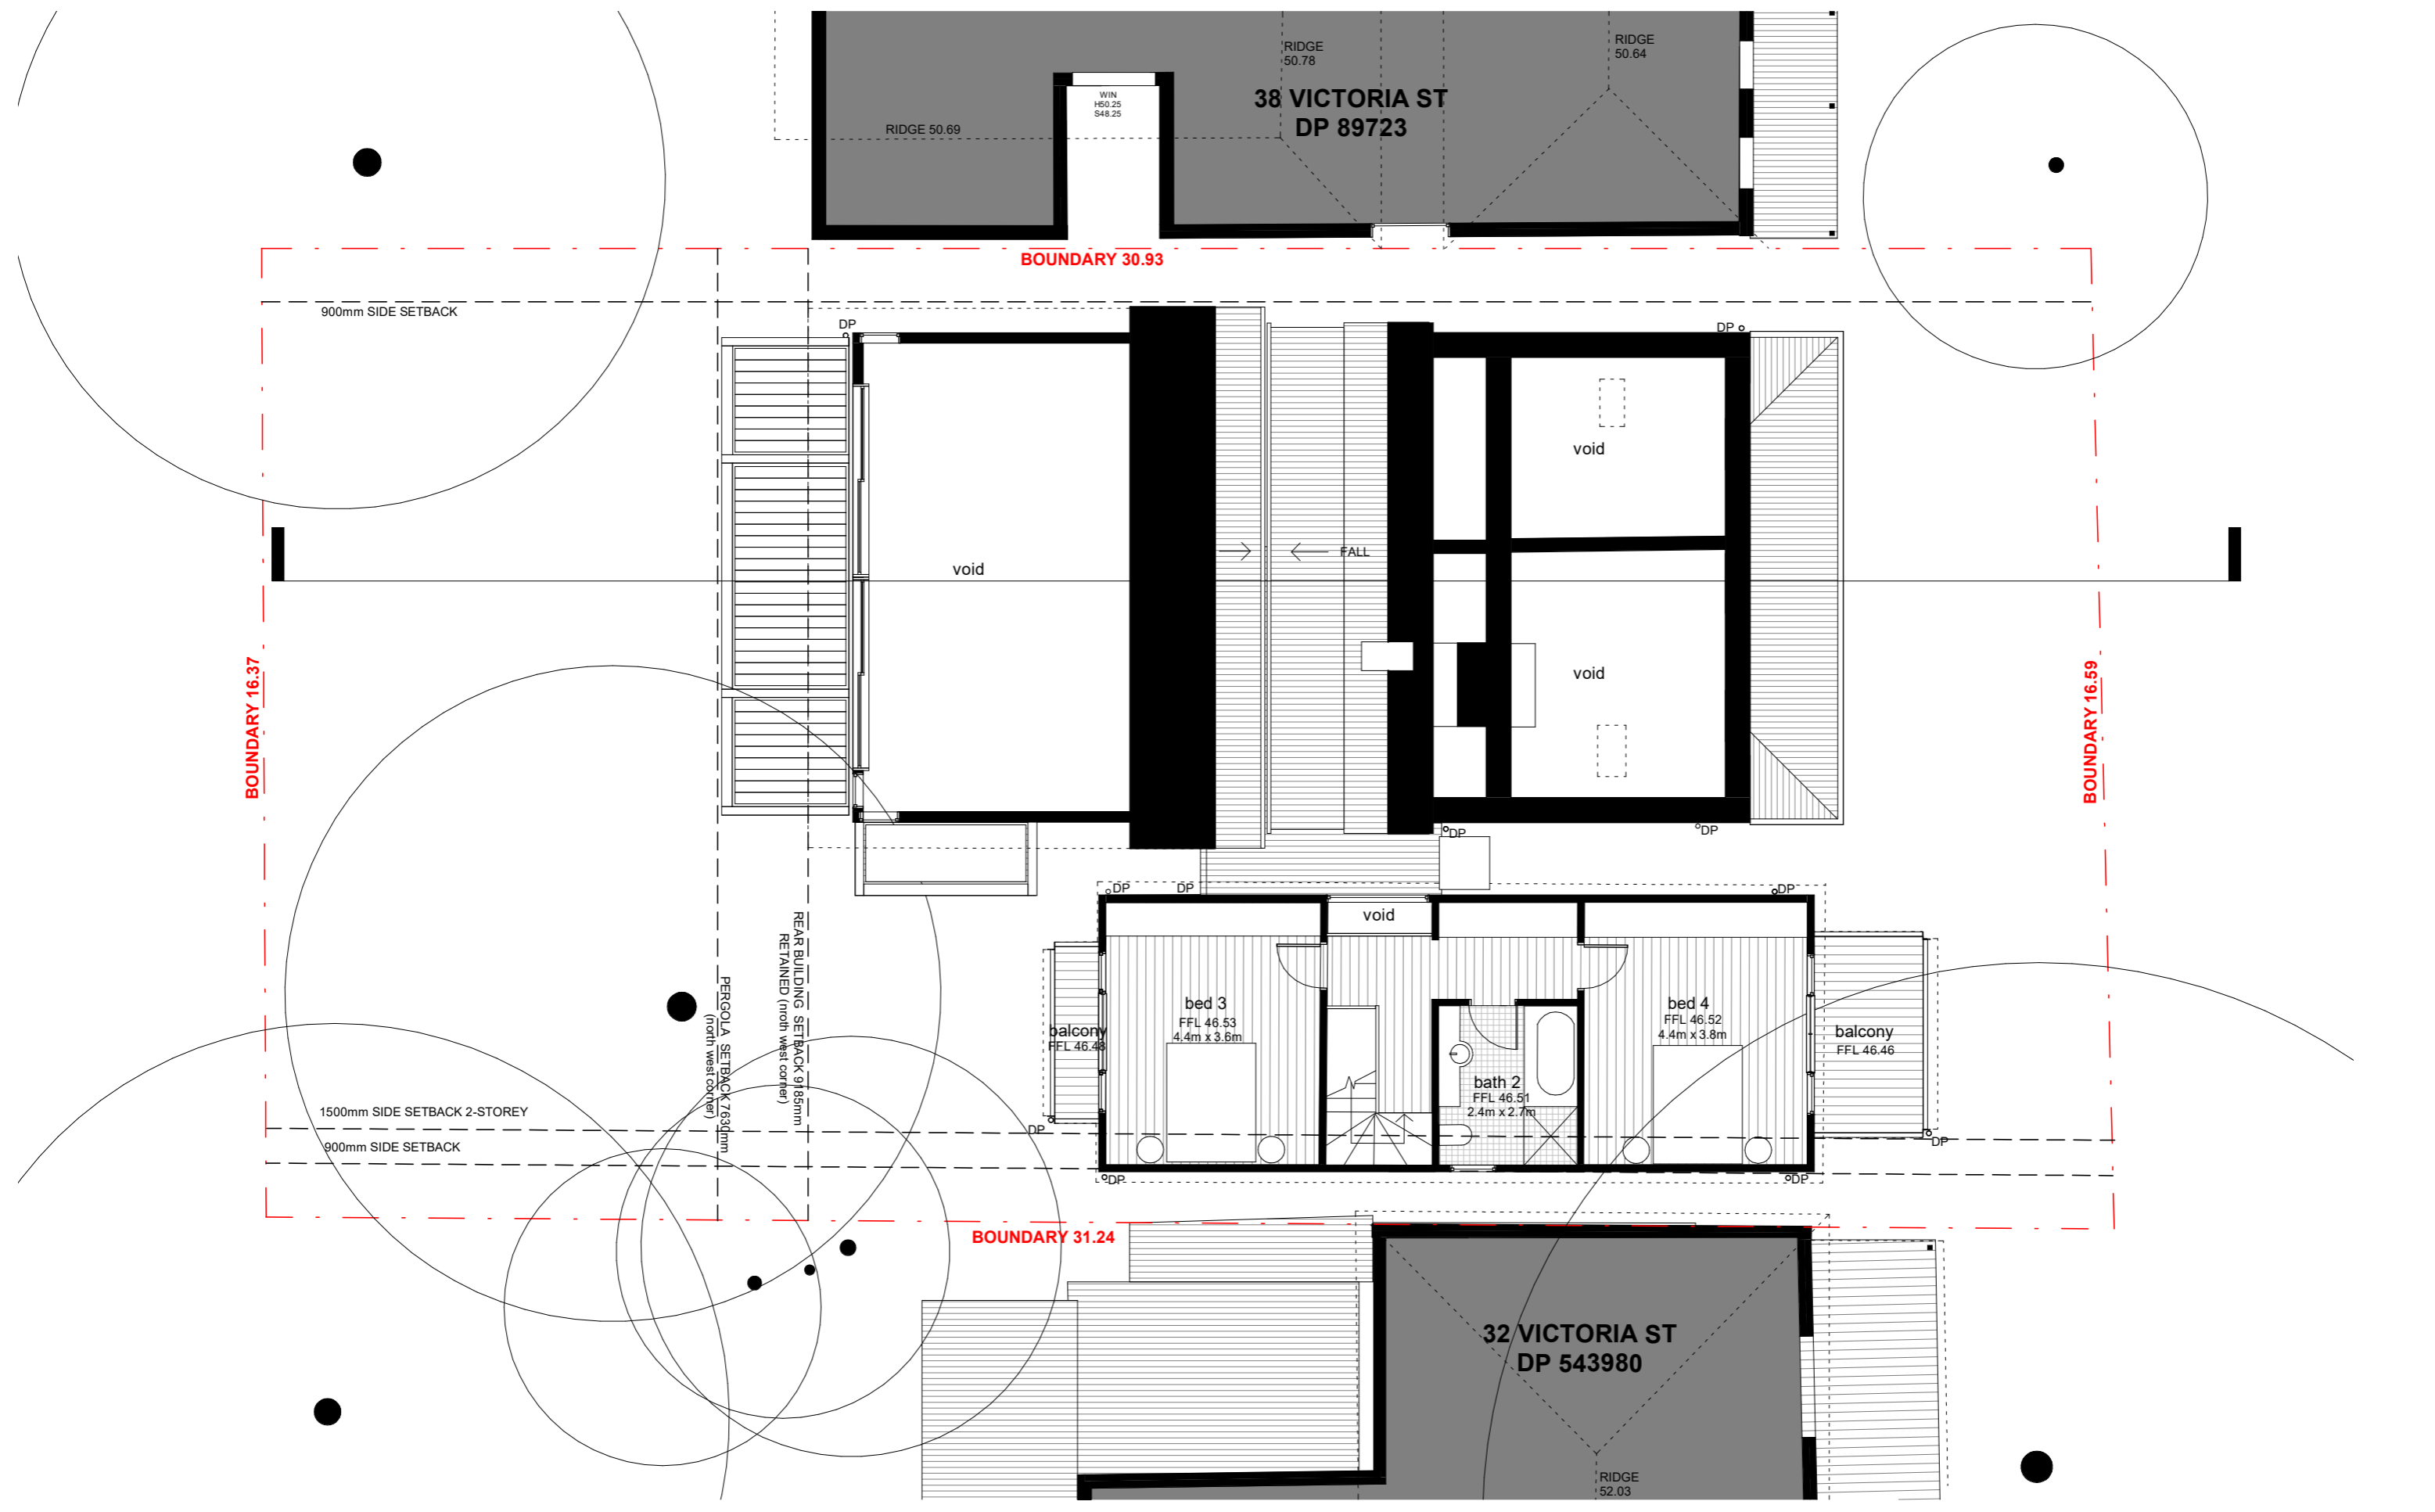 RIDGE
50.78
RIDGE
50.64
WIN
H50.25
S48.25
38 VICTORIA ST
DP 89723
RIDGE 50.69
BOUNDARY 30.93
900mm SIDE SETBACK
DP
DP
void
void
FALL
void
void
BOUNDARY 16.37
BOUNDARY 16.59
DP
DP
DP
DP
DP
void
REAR BUILDING SETBACK 9185mm
RETAINED (nroth west corner)
PERGOLA SETBACK 7630mm
(north west corner)
bed 3
FFL 46.53
4.4m x 3.6m
bed 4
FFL 46.52
4.4m x 3.8m
balcony
FFL 46.48
balcony
FFL 46.46
bath 2
FFL 46.51
2.4m x 2.7m
1500mm SIDE SETBACK 2-STOREY
DP
DP
900mm SIDE SETBACK
DP
DP
BOUNDARY 31.24
32 VICTORIA ST
DP 543980
RIDGE
52.03